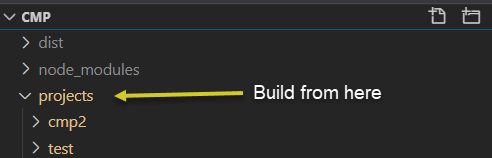 CMP
dist
node_modules
projects
Build from here
cmp2
test